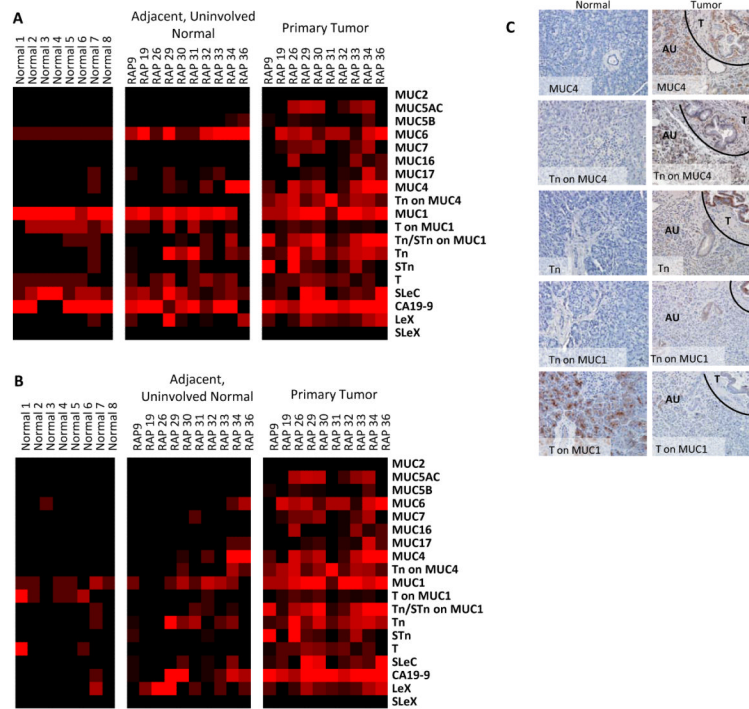 A
Adjacent, Uninvolved
Normal
Primary Tumor
Normal 1
Normal 2
Normal 3
Normal 4
Normal 5
Normal 6
Normal 7
Normal 8
RAP9
RAP 19
RAP 26
RAP 29
RAP 30
RAP 31
RAP 32
RAP 33
RAP 34
RAP 36
RAP9
RAP 19
RAP 26
RAP 29
RAP 30
RAP 31
RAP 32
RAP 33
RAP 34
RAP 36
MUC2
MUC5AC
MUC5B
MUC6
MUC7
MUC16
MUC17
MUC4
Tn on MUC4
MUC1
T on MUC1
Tn/STn on MUC1
Tn
STn
T
SLeC
CA19-9
LeX
SLeX
B
Adjacent,
Uninvolved Normal
Primary Tumor
Normal 1
Normal 2
Normal 3
Normal 4
Normal 5
Normal 6
Normal 7
Normal 8
RAP9
RAP 19
RAP 26
RAP 29
RAP 30
RAP 31
RAP 32
RAP 33
RAP 34
RAP 36
RAP9
RAP 19
RAP 26
RAP 29
RAP 30
RAP 31
RAP 32
RAP 33
RAP 34
RAP 36
MUC2
MUC5AC
MUC5B
MUC6
MUC7
MUC16
MUC17
MUC4
Tn on MUC4
MUC1
T on MUC1
Tn/STn on MUC1
Tn
STn
T
SLeC
CA19-9
LeX
SLeX
C
Normal
Tumor
MUC4
AU
T
MUC4
Tn on MUC4
AU
T
Tn on MUC4
Tn
AU
T
Tn
Tn on MUC1
AU
T
Tn on MUC1
T on MUC1
AU
T
T on MUC1